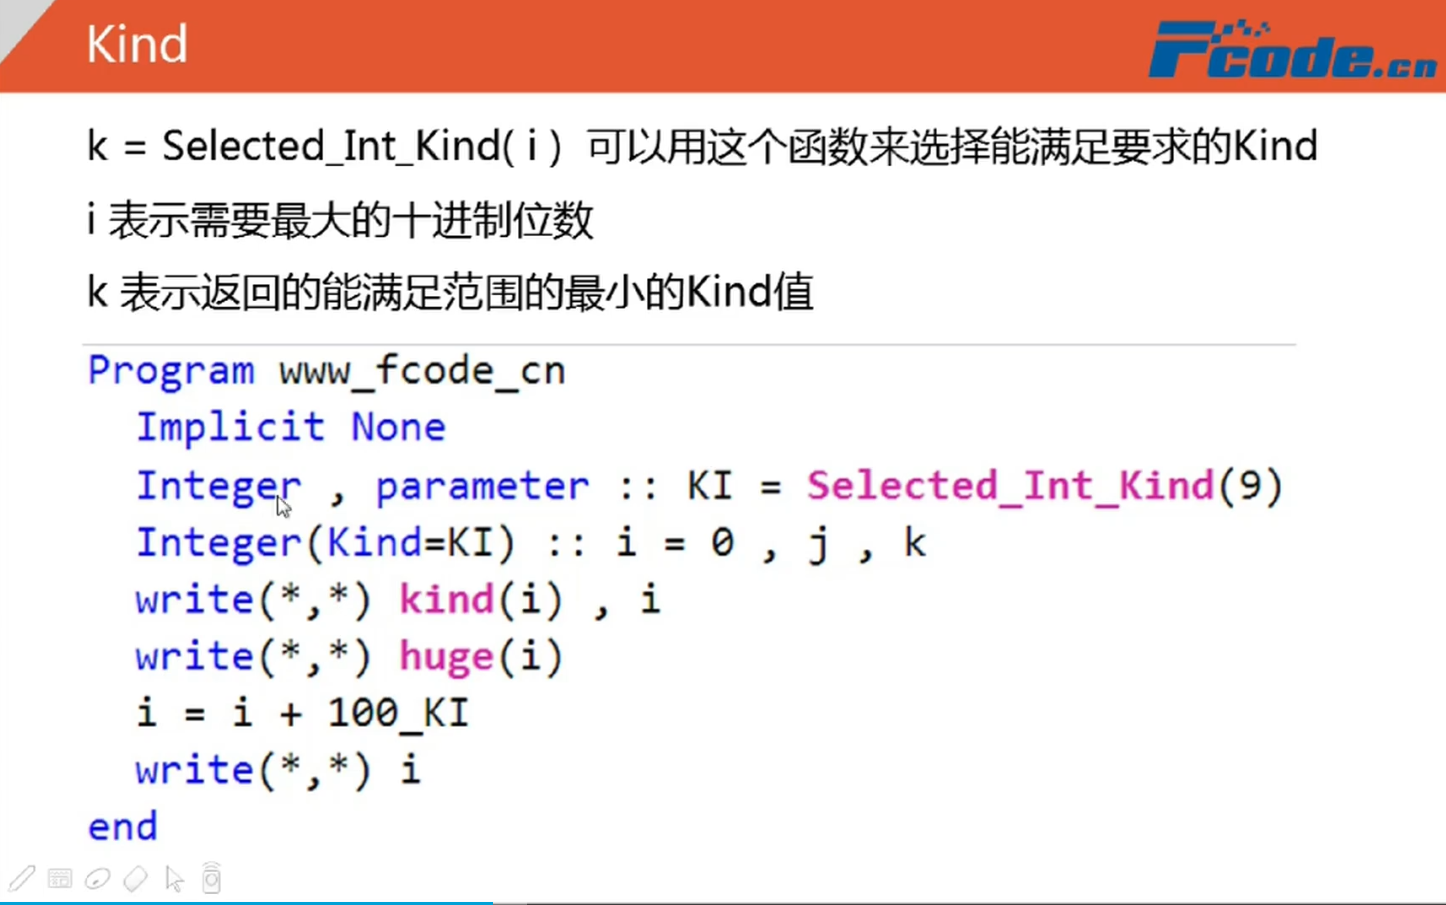 Kind
Fcode.cn
k = Selected_Int_Kind( i ) 可以用这个函数来选择能满足要求的Kind
i 表示需要最大的十进制位数
k 表示返回的能满足范围的最小的Kind值
Program www_fcode_cn
  Implicit None
  Integer , parameter :: KI = Selected_Int_Kind(9)
  Integer(Kind=KI) :: i = 0 , j , k
  write(*,*) kind(i) , i
  write(*,*) huge(i)
  i = i + 100_KI
  write(*,*) i
end